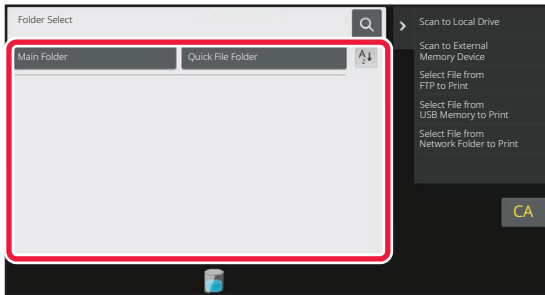 Folder Select
Main Folder
Quick File Folder
A
Z
Scan to Local Drive
Scan to External
Memory Device
Select File from
FTP to Print
Select File from
USB Memory to Print
Select File from
Network Folder to Print
CA